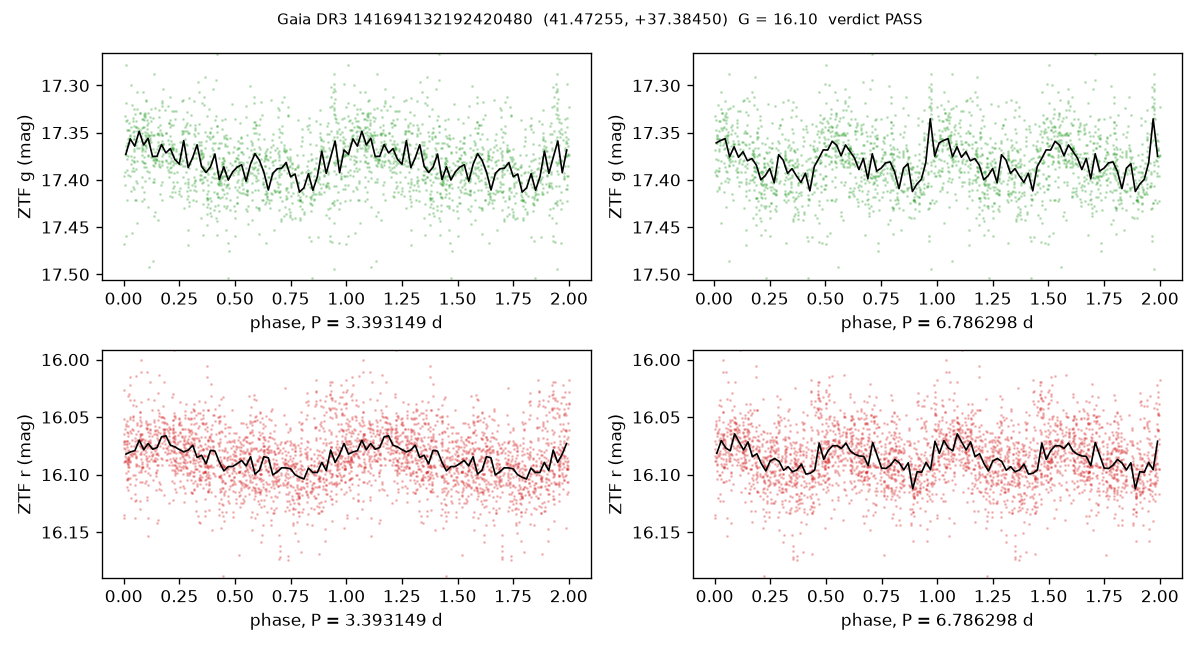 Gaia DR3 141694132192420480 (41.47255, +37.38450) G = 16.10 verdict PASS
ZTF g (mag)
17.30
17.35
17.40
17.45
17.50
0.00 0.25 0.50 0.75 1.00 1.25 1.50 1.75 2.00
phase, P = 3.393149 d
ZTF g (mag)
17.30
17.35
17.40
17.45
17.50
0.00 0.25 0.50 0.75 1.00 1.25 1.50 1.75 2.00
phase, P = 6.786298 d
ZTF r (mag)
16.00
16.05
16.10
16.15
0.00 0.25 0.50 0.75 1.00 1.25 1.50 1.75 2.00
phase, P = 3.393149 d
ZTF r (mag)
16.00
16.05
16.10
16.15
0.00 0.25 0.50 0.75 1.00 1.25 1.50 1.75 2.00
phase, P = 6.786298 d